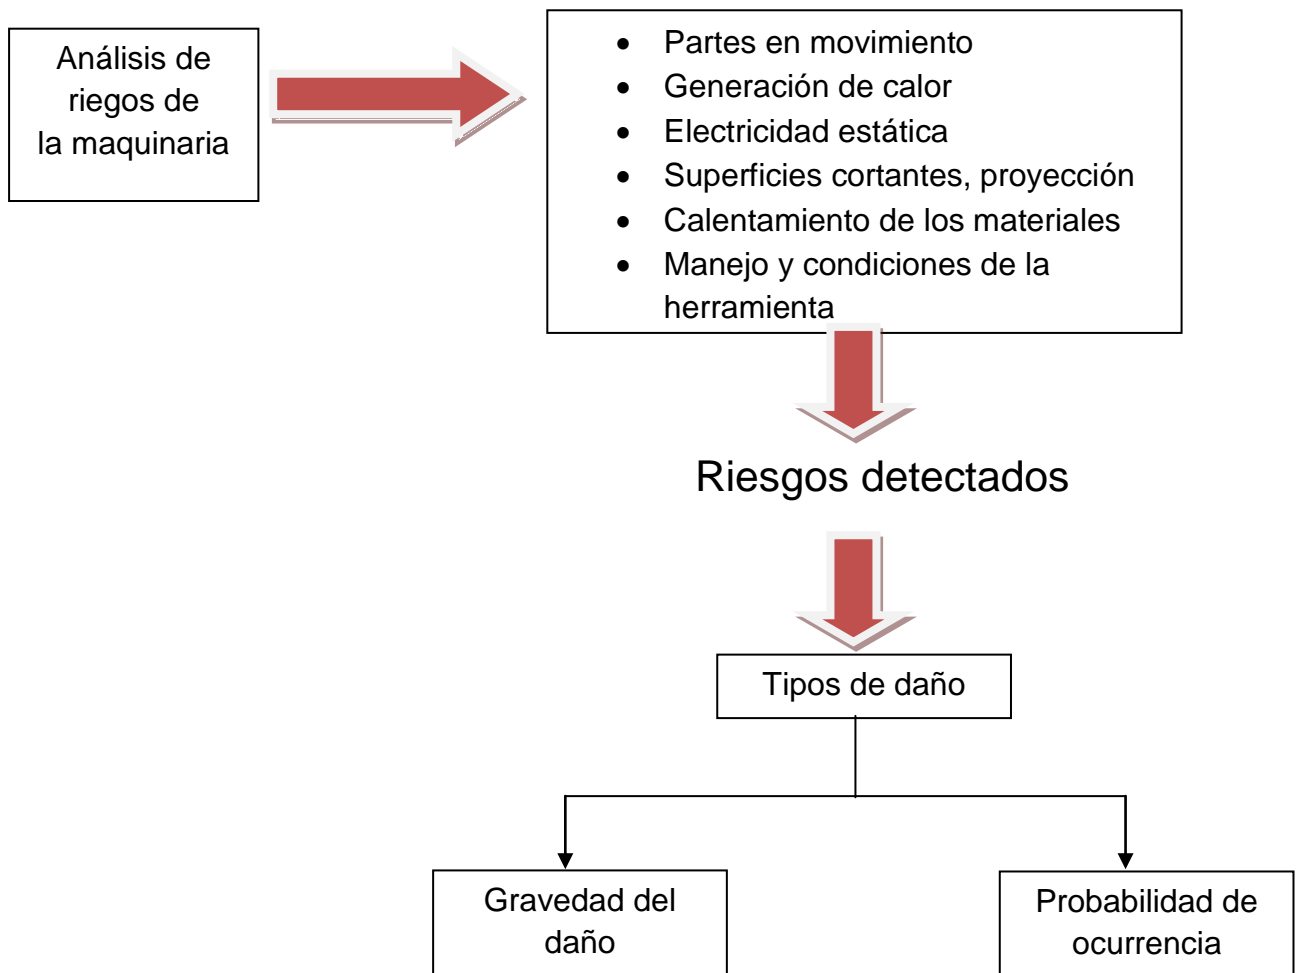 Análisis de
riegos de
la maquinaria
• Partes en movimiento
• Generación de calor
• Electricidad estática
• Superficies cortantes, proyección
• Calentamiento de los materiales
• Manejo y condiciones de la
herramienta
Riesgos detectados
Tipos de daño
Gravedad del
daño
Probabilidad de
ocurrencia